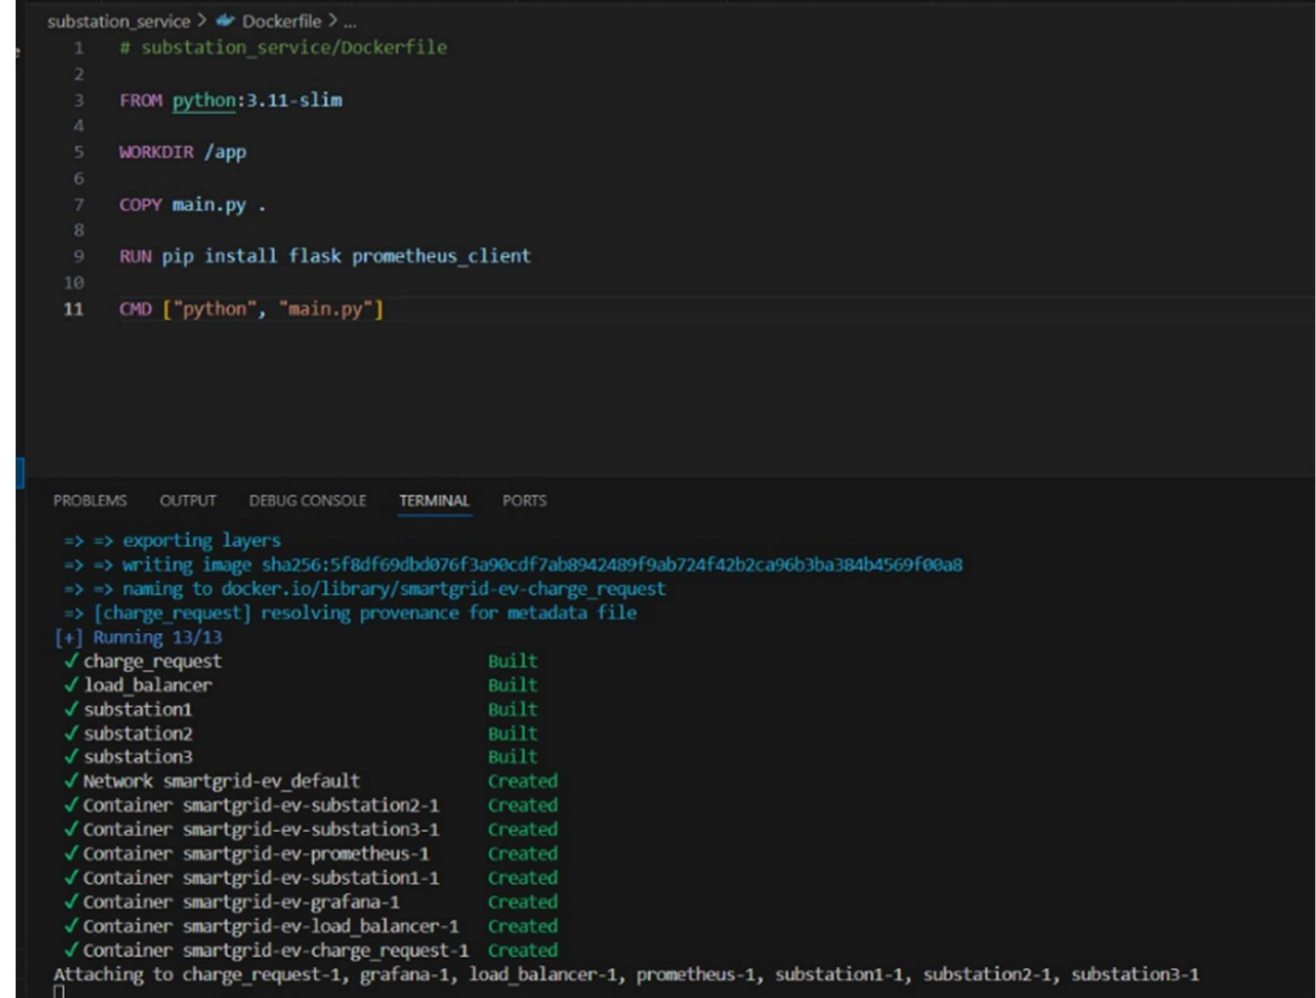 substation_service > Dockerfile > ...
1 # substation_service/Dockerfile
2
3 FROM python:3.11-slim
4
5 WORKDIR /app
6
7 COPY main.py .
8
9 RUN pip install flask prometheus_client
10
11 CMD ["python", "main.py"]
PROBLEMS OUTPUT DEBUG CONSOLE TERMINAL PORTS
=> => exporting layers
=> => writing image sha256:5f8df69dbd076f3a90cdf7ab8942489f9ab724f42b2ca96b3ba384b4569f00a8
=> => naming to docker.io/library/smartgrid-ev-charge_request
=> [charge_request] resolving provenance for metadata file
[+] Running 13/13
✓ charge_request Built
✓ load_balancer Built
✓ substation1 Built
✓ substation2 Built
✓ substation3 Built
✓ Network smartgrid-ev_default Created
✓ Container smartgrid-ev-substation2-1 Created
✓ Container smartgrid-ev-substation3-1 Created
✓ Container smartgrid-ev-prometheus-1 Created
✓ Container smartgrid-ev-substation1-1 Created
✓ Container smartgrid-ev-grafana-1 Created
✓ Container smartgrid-ev-load_balancer-1 Created
✓ Container smartgrid-ev-charge_request-1 Created
Attaching to charge_request-1, grafana-1, load_balancer-1, prometheus-1, substation1-1, substation2-1, substation3-1